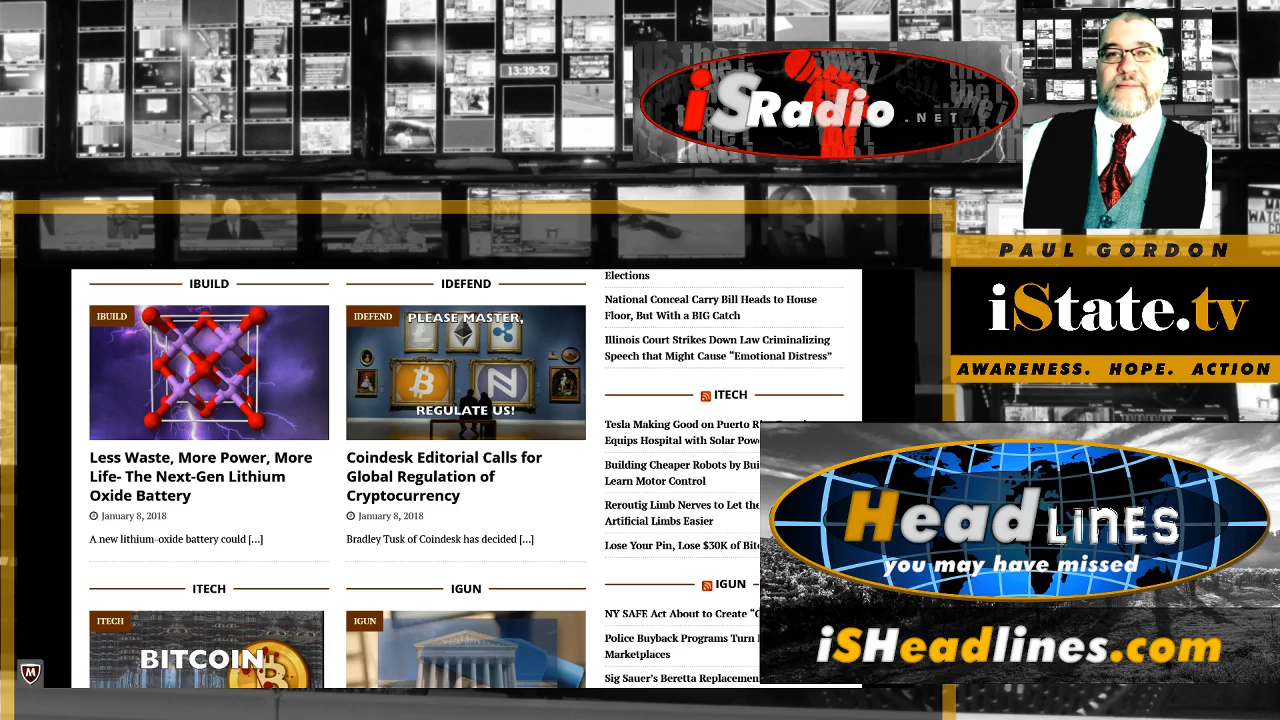 13:39:32
iSRadio.NET
PAUL GORDON
iState.tv
AWARENESS. HOPE. ACTION
IBUILD
IBUILD
Less Waste, More Power, More
Life- The Next-Gen Lithium
Oxide Battery
January 8, 2018
A new lithium-oxide battery could [...]
IDEFEND
IDEFEND
PLEASE MASTER,
REGULATE US!
Coindesk Editorial Calls for
Global Regulation of
Cryptocurrency
January 8, 2018
Bradley Tusk of Coindesk has decided [...]
ITECH
ITECH
BITCOIN
IGUN
IGUN
Elections
National Conceal Carry Bill Heads to House
Floor, But With a BIG Catch
Illinois Court Strikes Down Law Criminalizing
Speech that Might Cause “Emotional Distress”
ITECH
Tesla Making Good on Puerto
Equips Hospital with Solar
Building Cheaper Robots by
Learn Motor Control
Reroutig Limb Nerves to Let the
Artificial Limbs Easier
Lose Your Pin, Lose $30K of
IGUN
NY SAFE Act About to Create
Police Buyback Programs Turn
Marketplaces
Sig Sauer's Beretta
HeadLINES
you may have missed
iSHeadlines.com